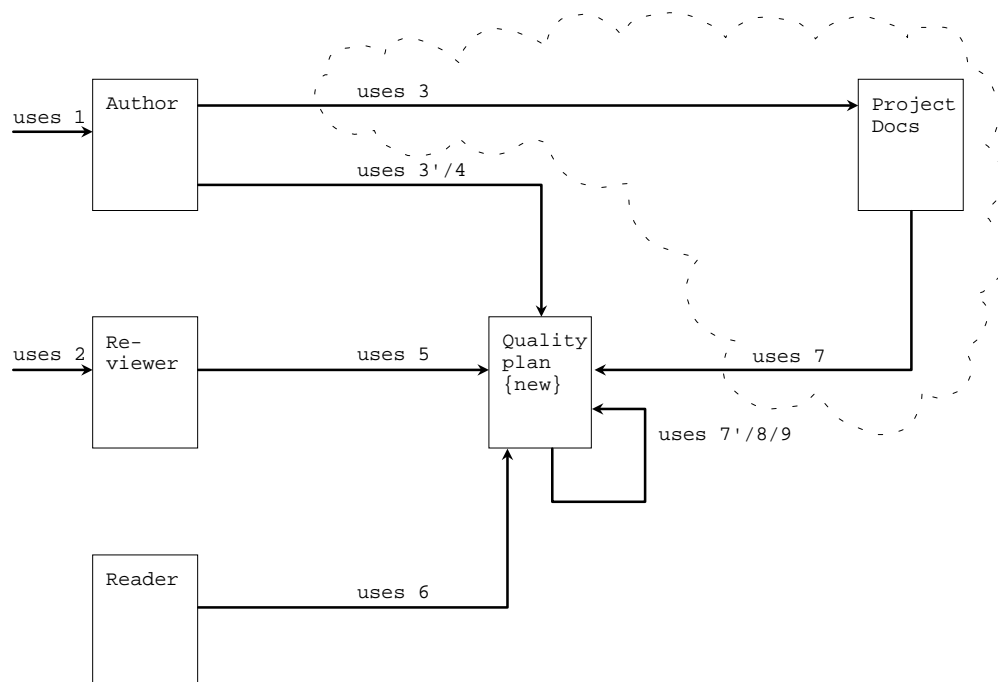 Author
uses 3
Project
Docs
uses 1
uses 3'/4
Re-
viewer
Quality
plan
{new}
uses 2
uses 5
uses 7
uses 7'/8/9
Reader
uses 6